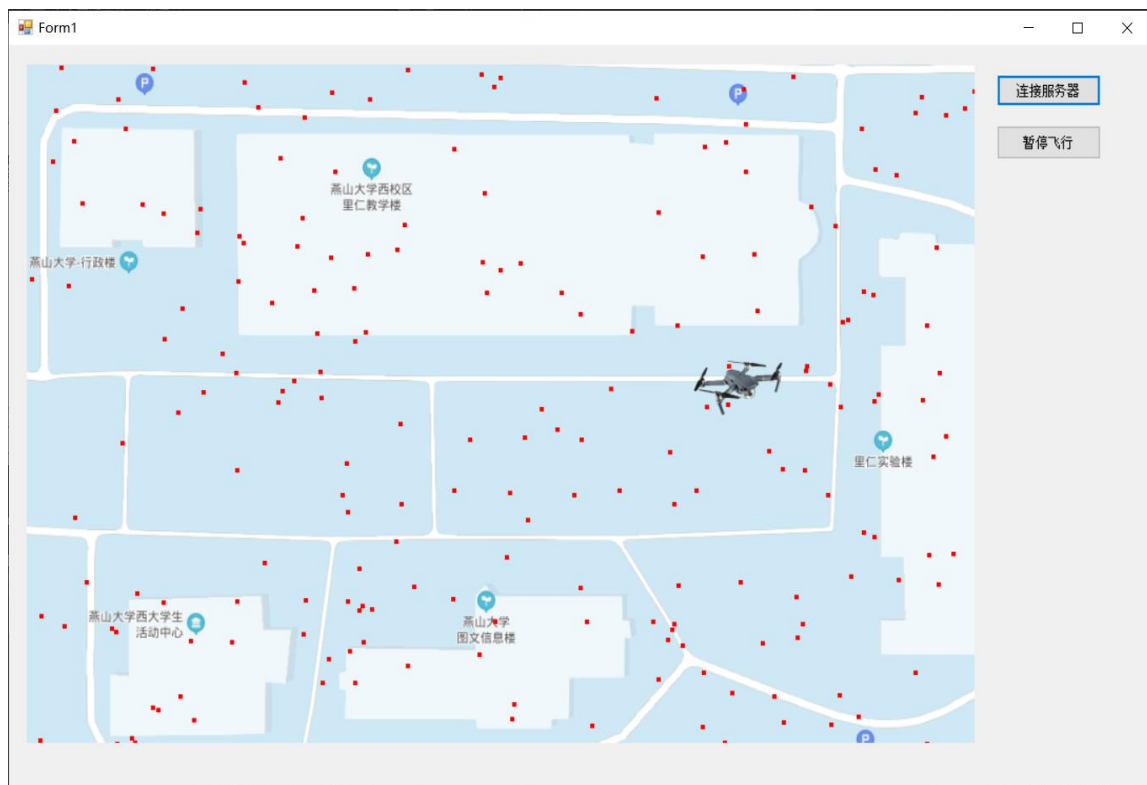 Form1
连接服务器
暂停飞行
P
P
燕山大学西校区
里仁教学楼
燕山大学-行政楼
里仁实验楼
燕山大学西大学生
活动中心
燕山大学
图文信息楼
P